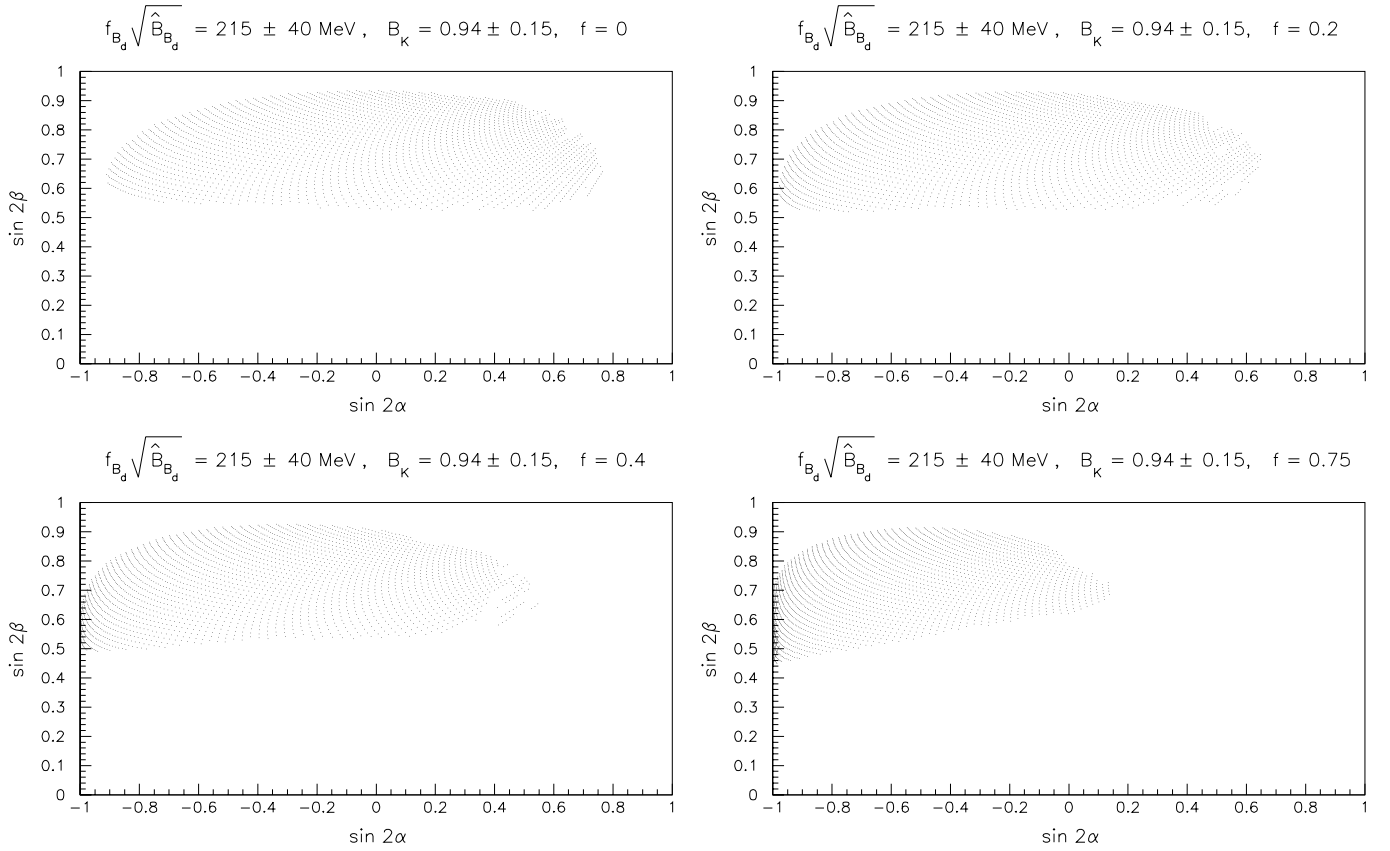 f_{B_d}√B̂_{B_d} = 215 ± 40 MeV, B_K = 0.94 ± 0.15, f = 0
1
0.9
0.8
0.7
0.6
0.5
0.4
0.3
0.2
0.1
0
sin 2β
−1 −0.8 −0.6 −0.4 −0.2 0 0.2 0.4 0.6 0.8 1
sin 2α
f_{B_d}√B̂_{B_d} = 215 ± 40 MeV, B_K = 0.94 ± 0.15, f = 0.2
1
0.9
0.8
0.7
0.6
0.5
0.4
0.3
0.2
0.1
0
sin 2β
−1 −0.8 −0.6 −0.4 −0.2 0 0.2 0.4 0.6 0.8 1
sin 2α
f_{B_d}√B̂_{B_d} = 215 ± 40 MeV, B_K = 0.94 ± 0.15, f = 0.4
1
0.9
0.8
0.7
0.6
0.5
0.4
0.3
0.2
0.1
0
sin 2β
−1 −0.8 −0.6 −0.4 −0.2 0 0.2 0.4 0.6 0.8 1
sin 2α
f_{B_d}√B̂_{B_d} = 215 ± 40 MeV, B_K = 0.94 ± 0.15, f = 0.75
1
0.9
0.8
0.7
0.6
0.5
0.4
0.3
0.2
0.1
0
sin 2β
−1 −0.8 −0.6 −0.4 −0.2 0 0.2 0.4 0.6 0.8 1
sin 2α